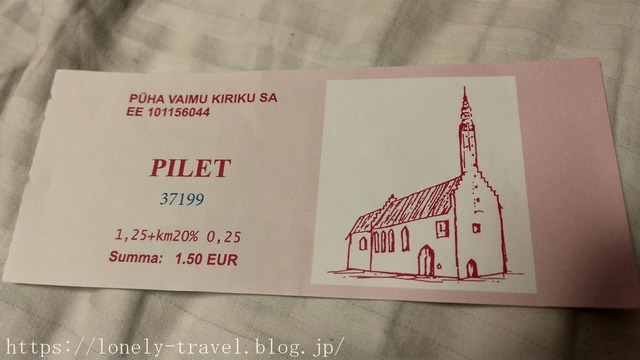 PÜHA VAIMU KIRIKU SA
EE 101156044
PILET
37199
1,25+km20% 0,25
Summa: 1.50 EUR
https://lonely-travel.blog.jp/